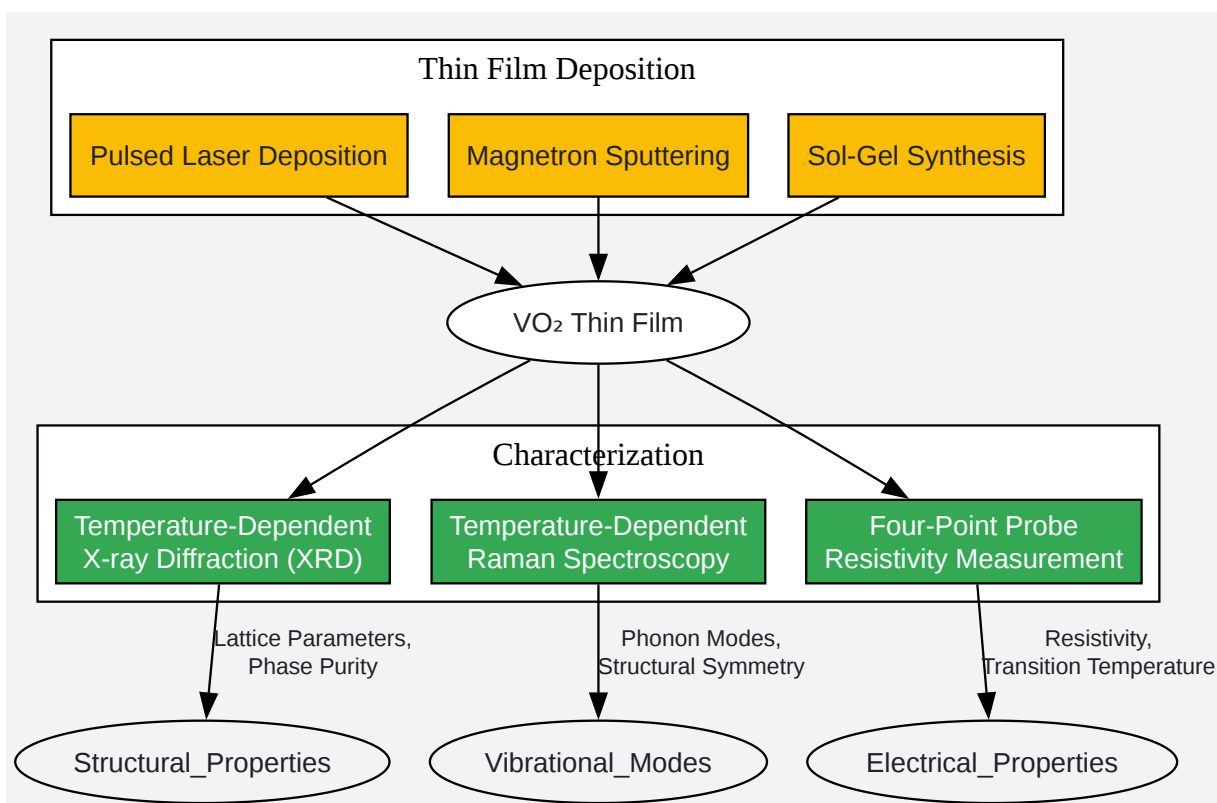 Thin Film Deposition
Pulsed Laser Deposition
Magnetron Sputtering
Sol-Gel Synthesis
VO₂ Thin Film
Characterization
Temperature-Dependent
X-ray Diffraction (XRD)
Temperature-Dependent
Raman Spectroscopy
Four-Point Probe
Resistivity Measurement
Lattice Parameters,
Phase Purity
Phonon Modes,
Structural Symmetry
Resistivity,
Transition Temperature
Structural_Properties
Vibrational_Modes
Electrical_Properties